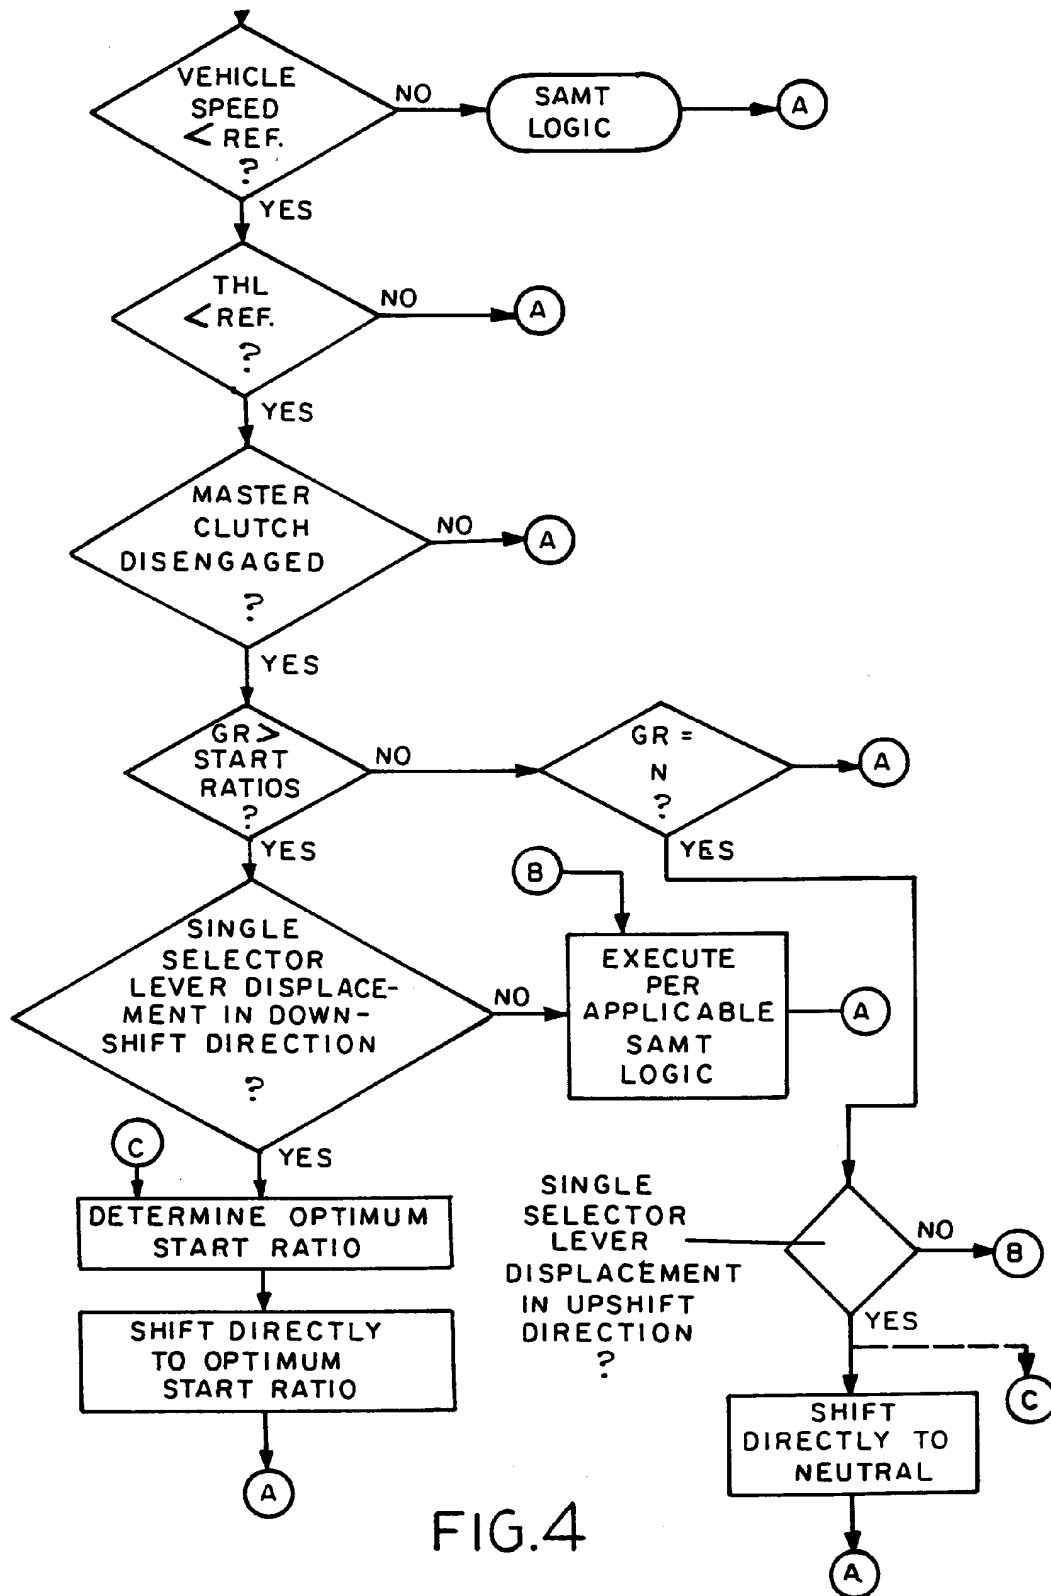 VEHICLE
SPEED
< REF.
?
NO
SAMT
LOGIC
A
YES
THL
< REF.
?
NO
A
YES
MASTER
CLUTCH
DISENGAGED
?
NO
A
YES
GR >
START
RATIOS
?
NO
GR =
N
?
A
YES
YES
B
SINGLE
SELECTOR
LEVER DISPLACE-
MENT IN DOWN-
SHIFT DIRECTION
?
NO
EXECUTE
PER
APPLICABLE
SAMT
LOGIC
A
YES
C
DETERMINE OPTIMUM
START RATIO
SHIFT DIRECTLY
TO OPTIMUM
START RATIO
A
SINGLE
SELECTOR
LEVER
DISPLACEMENT
IN UPSHIFT
DIRECTION
?
NO
B
YES
C
SHIFT
DIRECTLY TO
NEUTRAL
A
FIG.4